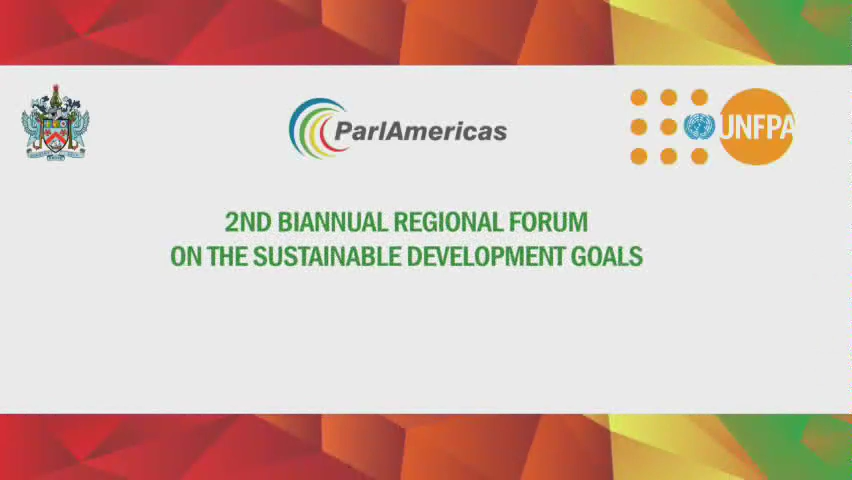 ParlAmericas
UNFPA
2ND BIANNUAL REGIONAL FORUM
ON THE SUSTAINABLE DEVELOPMENT GOALS